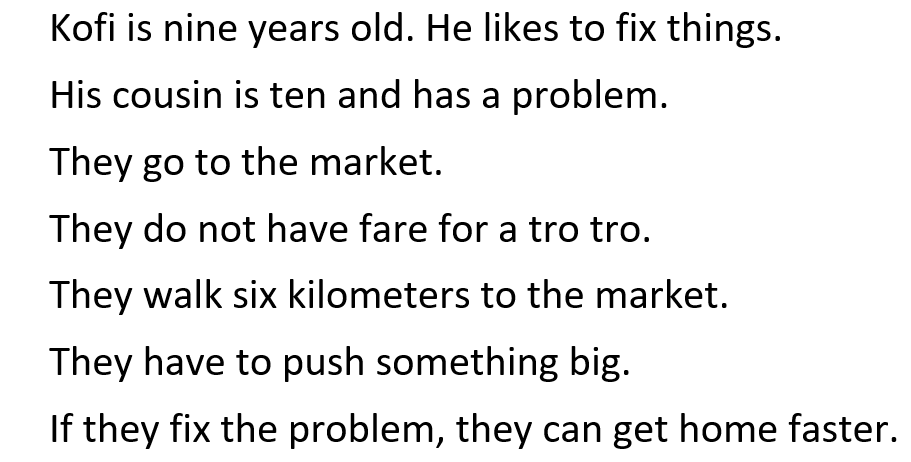 Kofi is nine years old. He likes to fix things.
His cousin is ten and has a problem.
They go to the market.
They do not have fare for a tro tro.
They walk six kilometers to the market.
They have to push something big.
If they fix the problem, they can get home faster.